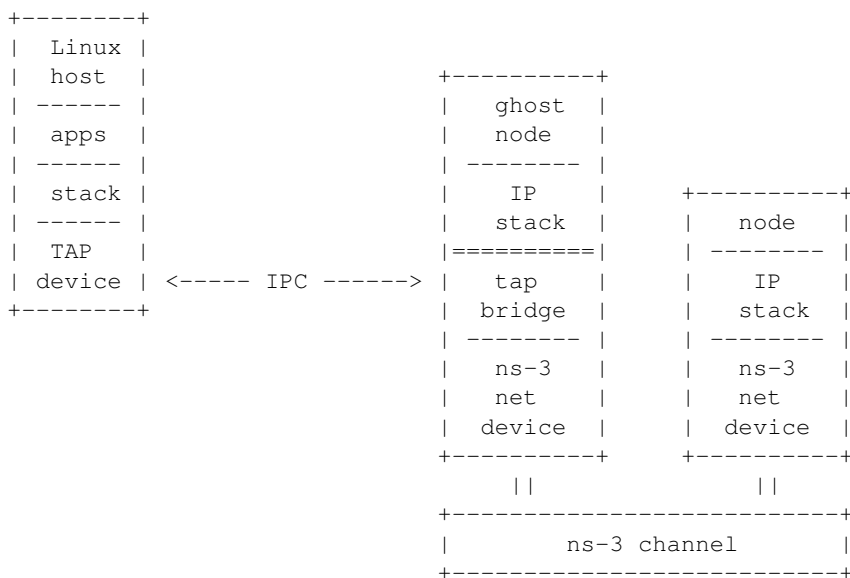 +--------+
|  Linux |
|  host  |                    +----------+
| ------ |                    |   ghost  |
|  apps  |                    |   node   |
| ------ |                    | -------- |
|  stack |                    |    IP    |     +----------+
| ------ |                    |   stack  |     |   node   |
|  TAP   |                    |==========|     | -------- |
| device | <----- IPC ------> |   tap    |     |    IP    |
+--------+                    |  bridge  |     |   stack  |
                              | -------- |     | -------- |
                              |   ns-3   |     |   ns-3   |
                              |   net    |     |   net    |
                              |  device  |     |  device  |
                              +----------+     +----------+
                                   ||               ||
                              +---------------------------+
                              |        ns-3 channel       |
                              +---------------------------+